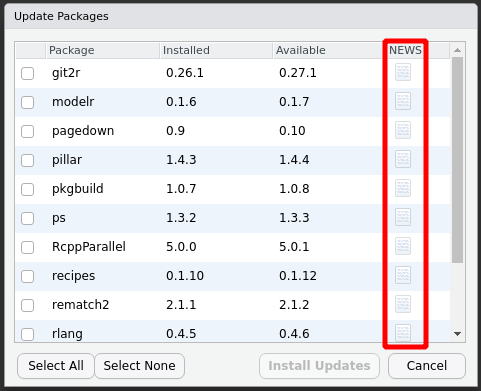 Update Packages
Package Installed Available NEWS
git2r 0.26.1 0.27.1
modelr 0.1.6 0.1.7
pagedown 0.9 0.10
pillar 1.4.3 1.4.4
pkgbuild 1.0.7 1.0.8
ps 1.3.2 1.3.3
RcppParallel 5.0.0 5.0.1
recipes 0.1.10 0.1.12
rematch2 2.1.1 2.1.2
rlang 0.4.5 0.4.6
Select All Select None Install Updates Cancel